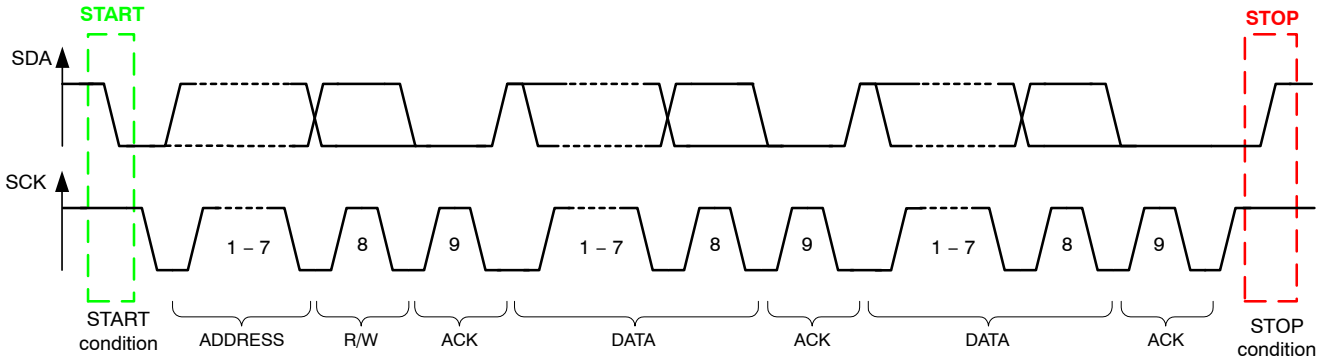 START
STOP
SDA
SCK
1 – 7
8
9
1 – 7
8
9
1 – 7
8
9
START
condition
ADDRESS
R/W
ACK
DATA
ACK
DATA
ACK
STOP
condition